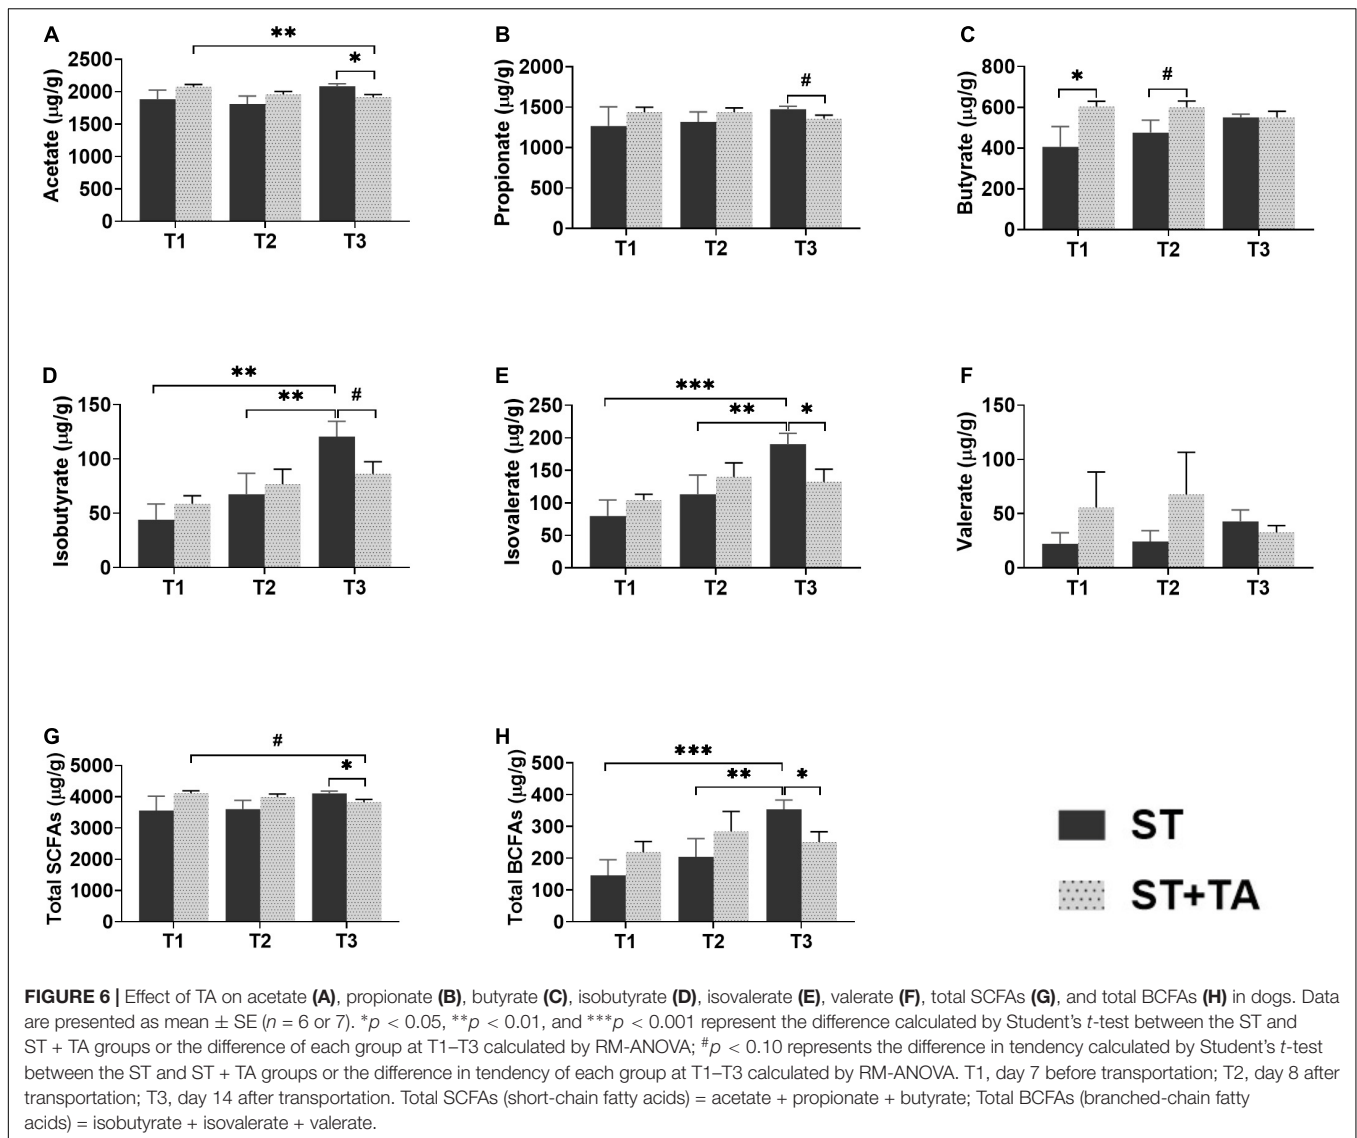 A
**
*
Acetate (µg/g)
2500
2000
1500
1000
500
0
T1 T2 T3
B
#
Propionate (µg/g)
2000
1500
1000
500
0
T1 T2 T3
C
* #
Butyrate (µg/g)
800
600
400
200
0
T1 T2 T3
D
**
** #
Isobutyrate (µg/g)
150
100
50
0
T1 T2 T3
E
***
** *
Isovalerate (µg/g)
250
200
150
100
50
0
T1 T2 T3
F
Valerate (µg/g)
150
100
50
0
T1 T2 T3
G
#
*
Total SCFAs (µg/g)
5000
4000
3000
2000
1000
0
T1 T2 T3
H
***
** *
Total BCFAs (µg/g)
500
400
300
200
100
0
T1 T2 T3
ST
ST+TA
FIGURE 6 | Effect of TA on acetate (A), propionate (B), butyrate (C), isobutyrate (D), isovalerate (E), valerate (F), total SCFAs (G), and total BCFAs (H) in dogs. Data
are presented as mean ± SE (n = 6 or 7). *p < 0.05, **p < 0.01, and ***p < 0.001 represent the difference calculated by Student's t-test between the ST and
ST + TA groups or the difference of each group at T1–T3 calculated by RM-ANOVA; #p < 0.10 represents the difference in tendency calculated by Student's t-test
between the ST and ST + TA groups or the difference in tendency of each group at T1–T3 calculated by RM-ANOVA. T1, day 7 before transportation; T2, day 8 after
transportation; T3, day 14 after transportation. Total SCFAs (short-chain fatty acids) = acetate + propionate + butyrate; Total BCFAs (branched-chain fatty
acids) = isobutyrate + isovalerate + valerate.